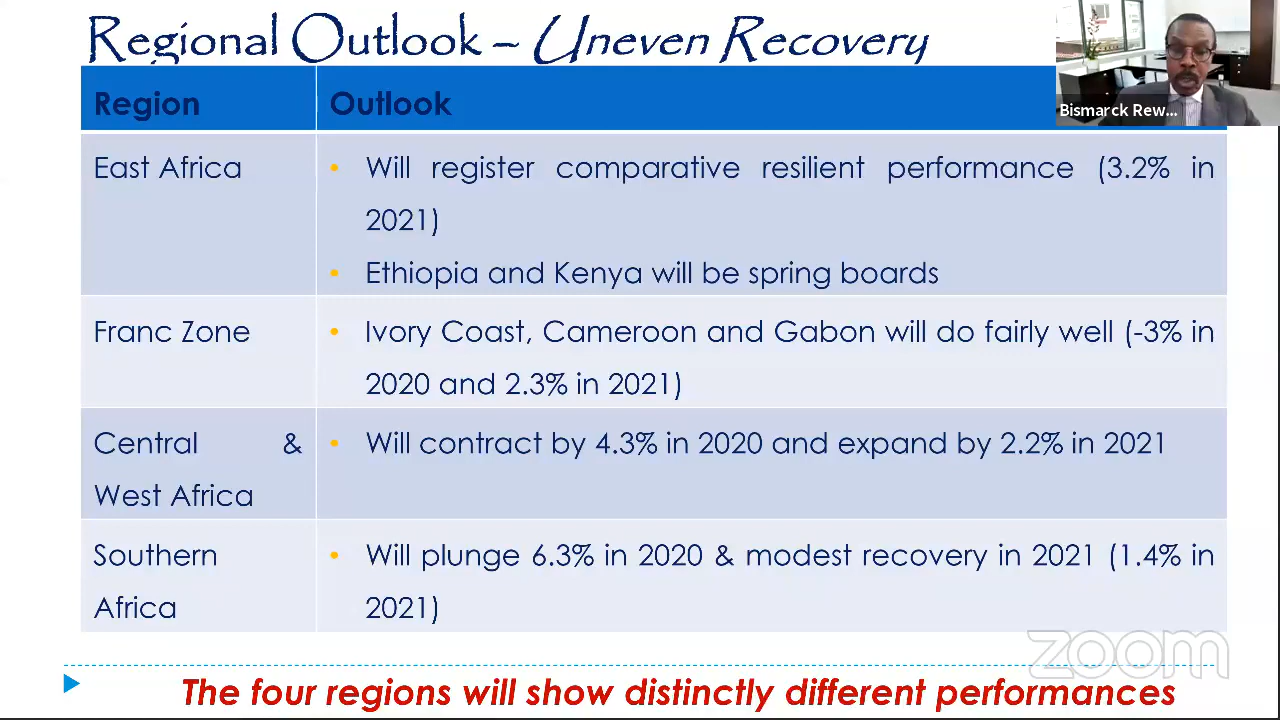 Regional Outlook – Uneven Recovery
Bismarck Rew...
Region
Outlook
East Africa
• Will register comparative resilient performance (3.2% in
2021)
• Ethiopia and Kenya will be spring boards
Franc Zone
• Ivory Coast, Cameroon and Gabon will do fairly well (-3% in
2020 and 2.3% in 2021)
Central &
West Africa
• Will contract by 4.3% in 2020 and expand by 2.2% in 2021
Southern
Africa
• Will plunge 6.3% in 2020 & modest recovery in 2021 (1.4% in
2021)
zoom
The four regions will show distinctly different performances